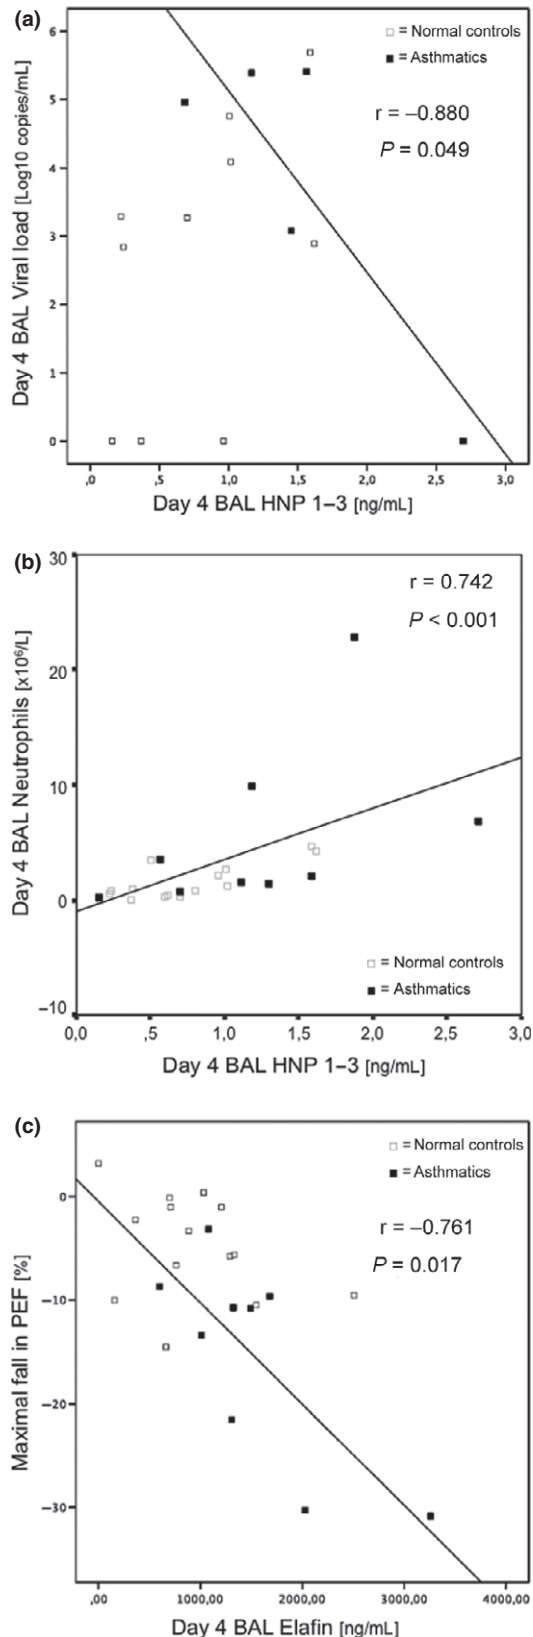 (a)
6
5
4
3
2
1
0
Day 4 BAL Viral load [Log10 copies/mL]
□ = Normal controls
■ = Asthmatics
r = –0.880
P = 0.049
,0 ,5 1,0 1,5 2,0 2,5 3,0
Day 4 BAL HNP 1–3 [ng/mL]
(b)
30
20
10
0
–10
Day 4 BAL Neutrophils [x10⁶/L]
r = 0.742
P < 0.001
□ = Normal controls
■ = Asthmatics
0,0 ,5 1,0 1,5 2,0 2,5 3,0
Day 4 BAL HNP 1–3 [ng/mL]
(c)
0
–10
–20
–30
Maximal fall in PEF [%]
□ = Normal controls
■ = Asthmatics
r = –0.761
P = 0.017
,00 1000,00 2000,00 3000,00 4000,00
Day 4 BAL Elafin [ng/mL]